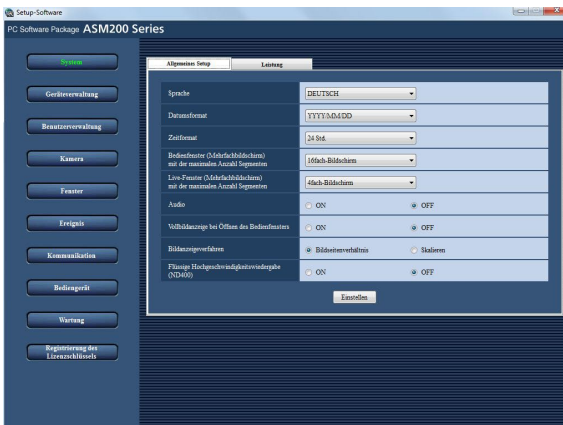 Setup-Software
PC Software Package ASM200 Series
System
Geräteverwaltung
Benutzerverwaltung
Kamera
Fenster
Ereignis
Kommunikation
Bediengerät
Wartung
Registrierung des
Lizenzschlüssels
Allgemeines Setup
Leistung
Sprache
DEUTSCH
Datumsformat
YYYY/MM/DD
Zeitformat
24 Std.
Bedienfenster (Mehrfachbildschirm)
mit der maximalen Anzahl Segmenten
16fach-Bildschirm
Live-Fenster (Mehrfachbildschirm)
mit der maximalen Anzahl Segmenten
4fach-Bildschirm
Audio
ON
OFF
Vollbildanzeige bei Öffnen des Bedienfensters
ON
OFF
Bildanzeigeverfahren
Bildseitenverhältnis
Skalieren
Flüssige Hochgeschwindigkeitswiedergabe
(ND400)
ON
OFF
Einstellen